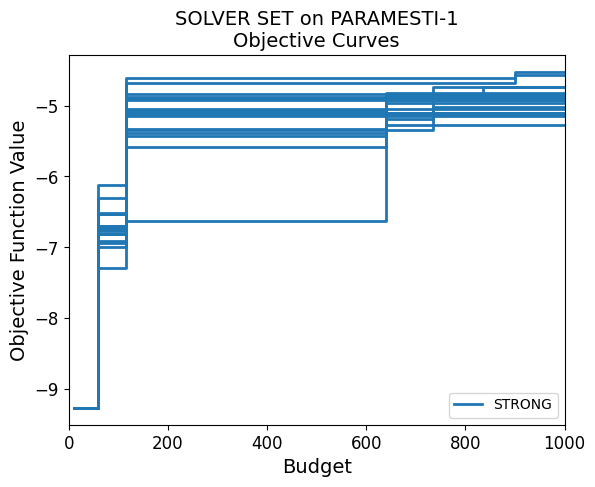 SOLVER SET on PARAMESTI-1
Objective Curves
Objective Function Value
−5
−6
−7
−8
−9
STRONG
0
200
400
600
800
1000
Budget